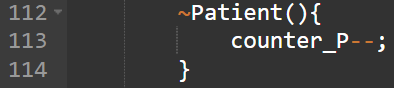 112 ~Patient(){
113 counter_P--;
114 }